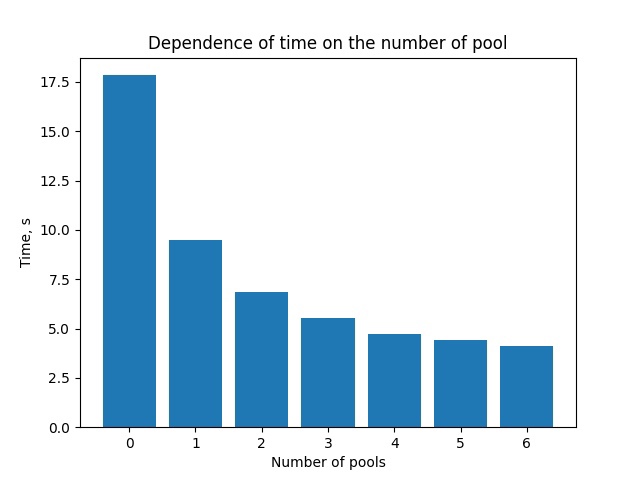 Dependence of time on the number of pool
17.5
15.0
12.5
10.0
7.5
5.0
2.5
0.0
Time, s
0 1 2 3 4 5 6
Number of pools